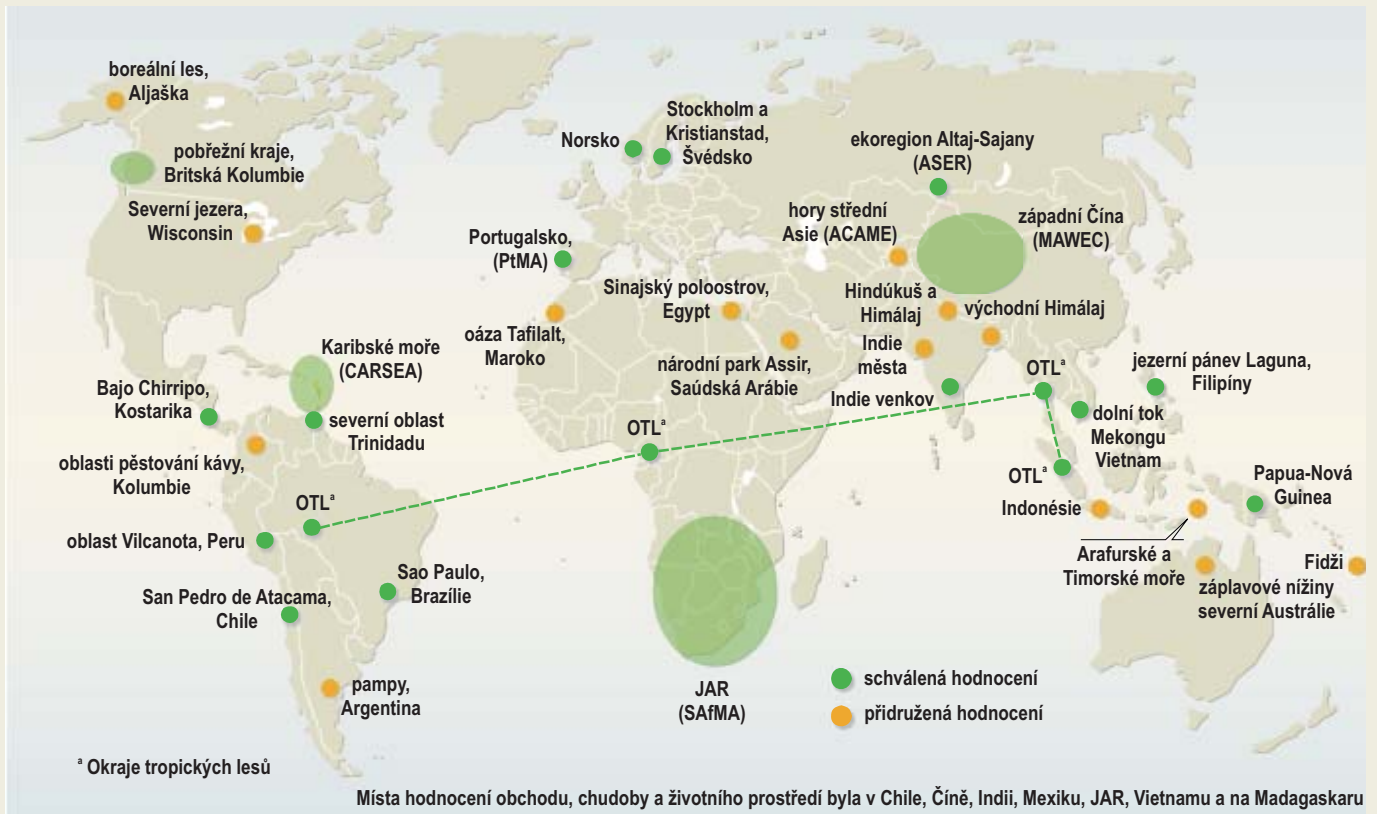 boreální les,
Aljaška
pobřežní kraje,
Britská Kolumbie
Severní jezera,
Wisconsin
Norsko
Stockholm a
Kristianstad,
Švédsko
ekoregion Altaj-Sajany
(ASER)
hory střední
Asie (ACAME)
západní Čína
(MAWEC)
Portugalsko,
(PtMA)
Sinajský poloostrov,
Egypt
Hindúkuš a
Himálaj
východní Himálaj
oáza Tafilalt,
Maroko
národní park Assir,
Saúdská Arábie
Indie
města
Indie venkov
OTLª
jezerní pánev Laguna,
Filipíny
Karibské moře
(CARSEA)
Bajo Chirripo,
Kostarika
severní oblast
Trinidadu
OTLª
dolní tok
Mekongu
Vietnam
oblasti pěstování kávy,
Kolumbie
OTLª
OTLª
Papua-Nová
Guinea
Indonésie
oblast Vilcanota, Peru
Arafurské a
Timorské moře
Fidži
záplavové nížiny
severní Austrálie
Sao Paulo,
Brazílie
San Pedro de Atacama,
Chile
pampy,
Argentina
JAR
(SAfMA)
schválená hodnocení
přidružená hodnocení
ª Okraje tropických lesů
Místa hodnocení obchodu, chudoby a životního prostředí byla v Chile, Číně, Indii, Mexiku, JAR, Vietnamu a na Madagaskaru